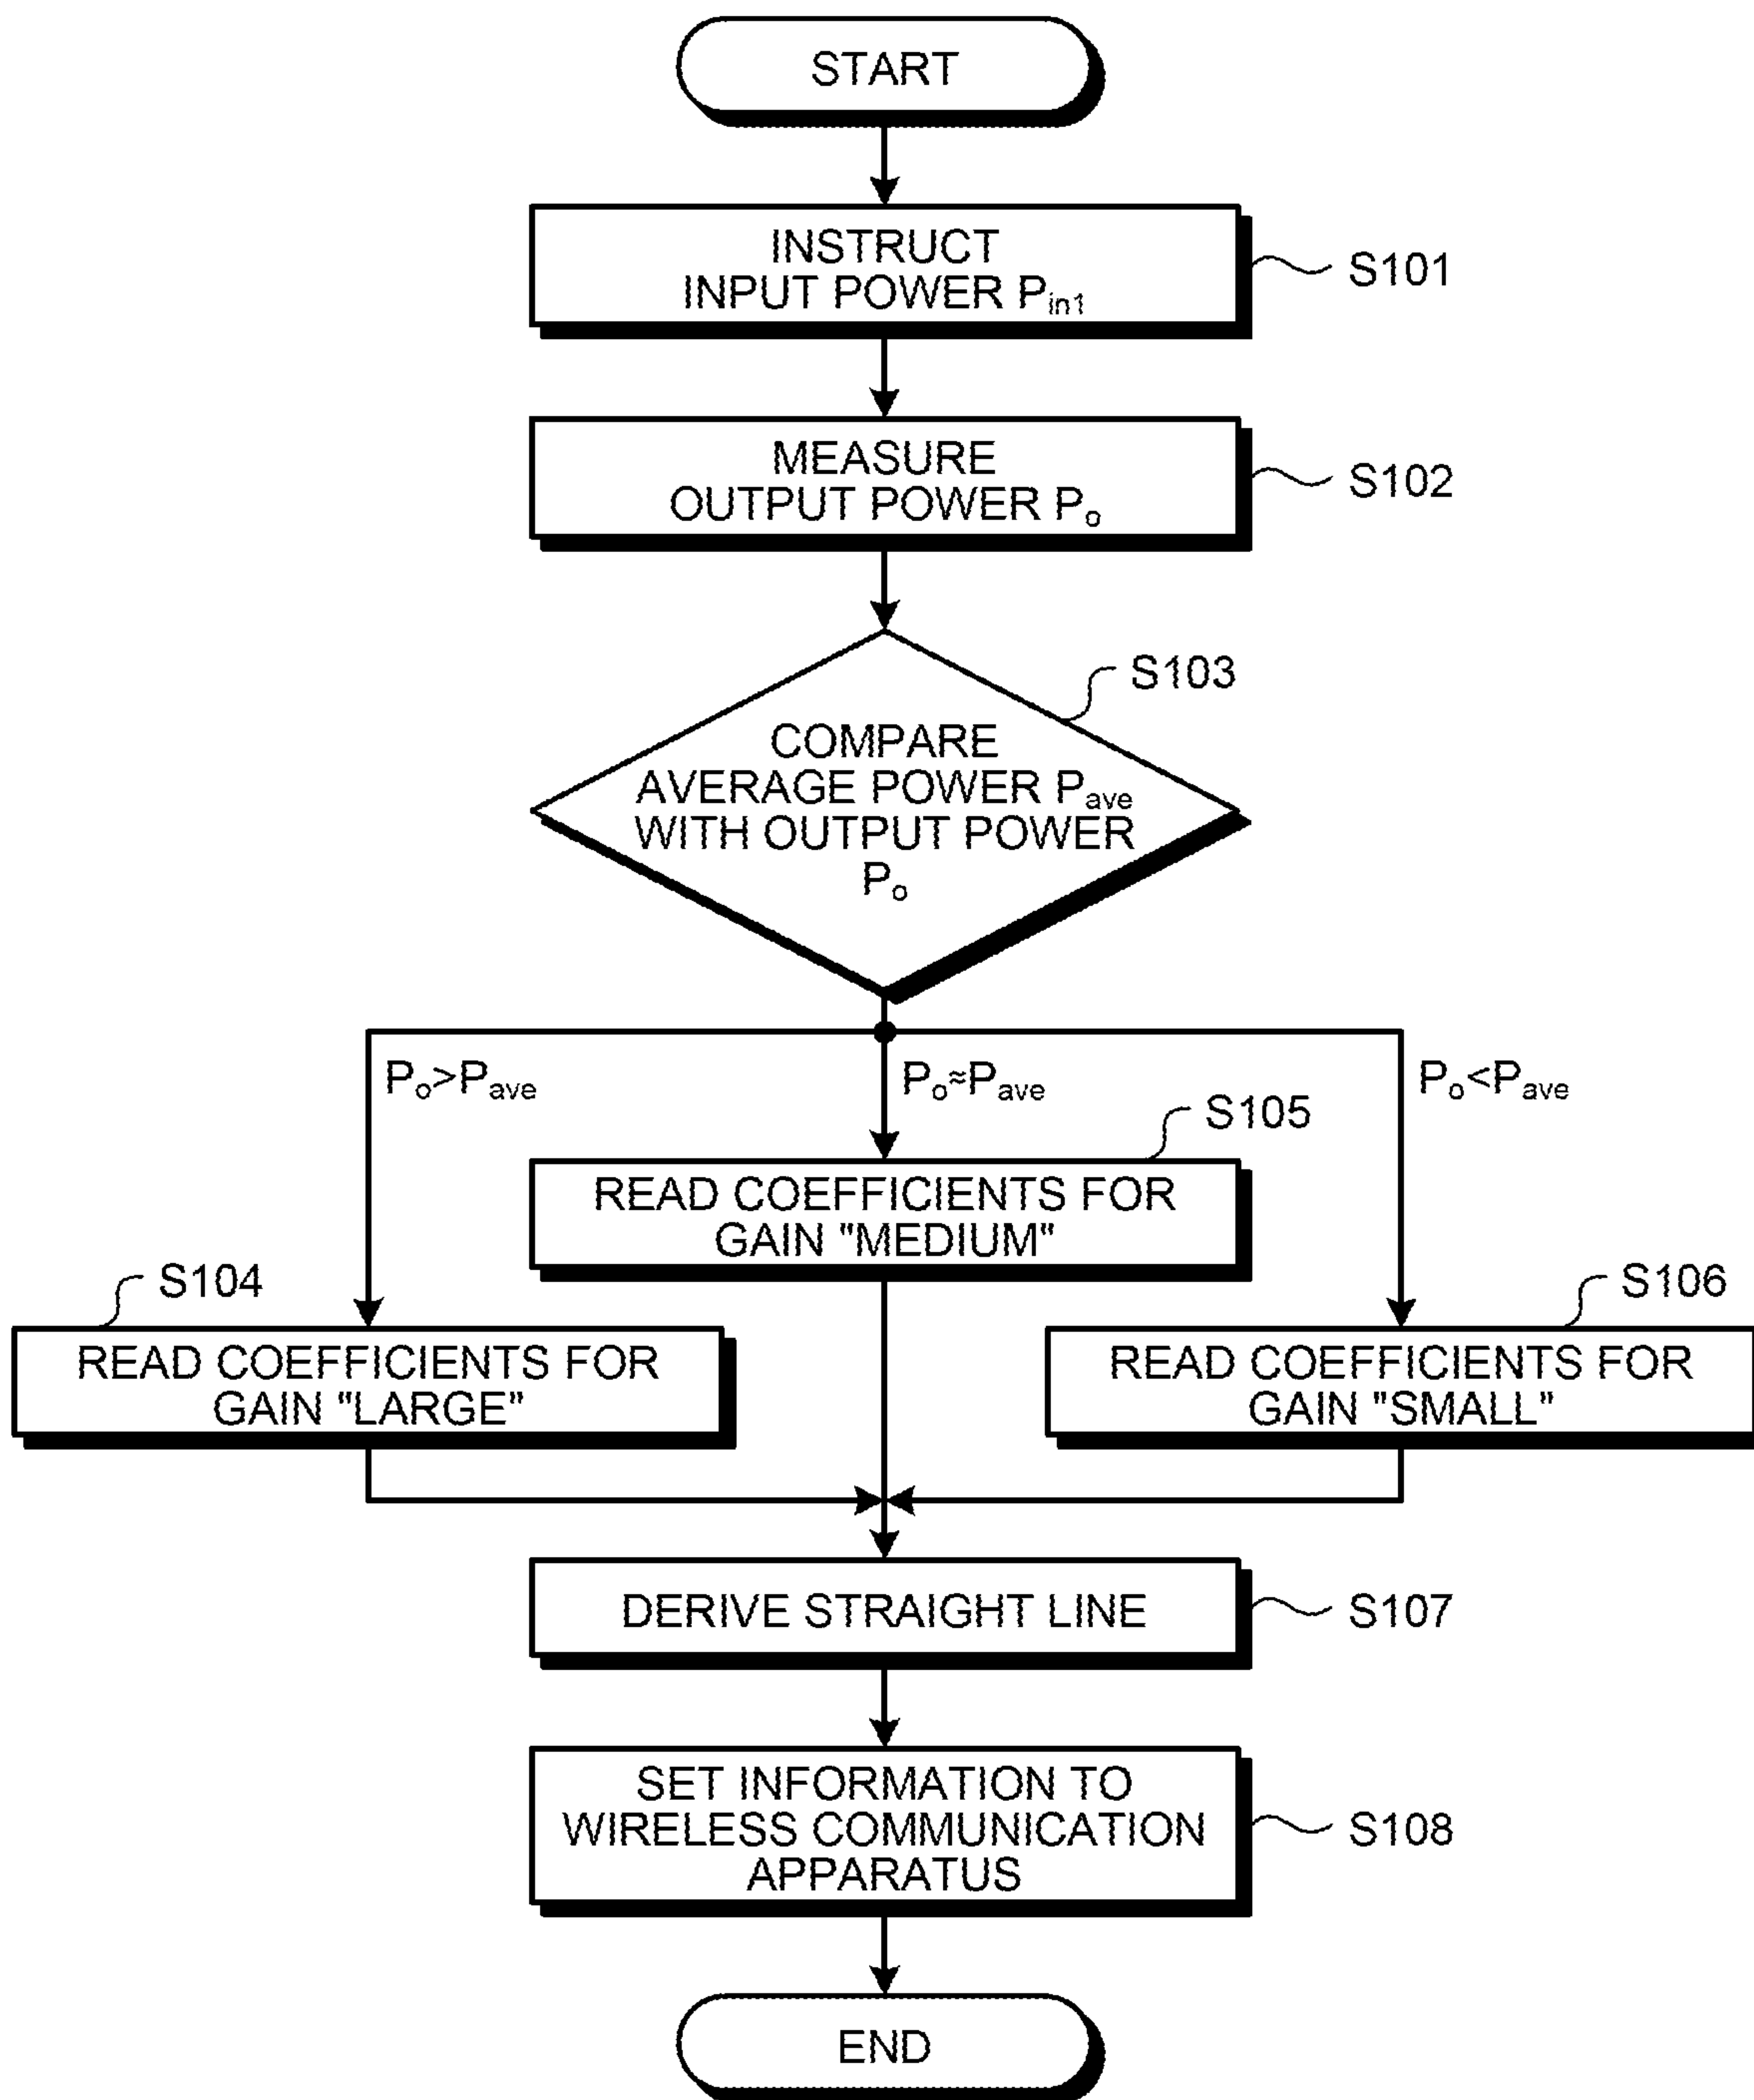 START
INSTRUCT
INPUT POWER Pin1
S101
MEASURE
OUTPUT POWER Po
S102
S103
COMPARE
AVERAGE POWER Pave
WITH OUTPUT POWER
Po
Po>Pave
Po≈Pave
Po<Pave
S105
READ COEFFICIENTS FOR
GAIN "MEDIUM"
S104
READ COEFFICIENTS FOR
GAIN "LARGE"
S106
READ COEFFICIENTS FOR
GAIN "SMALL"
DERIVE STRAIGHT LINE
S107
SET INFORMATION TO
WIRELESS COMMUNICATION
APPARATUS
S108
END